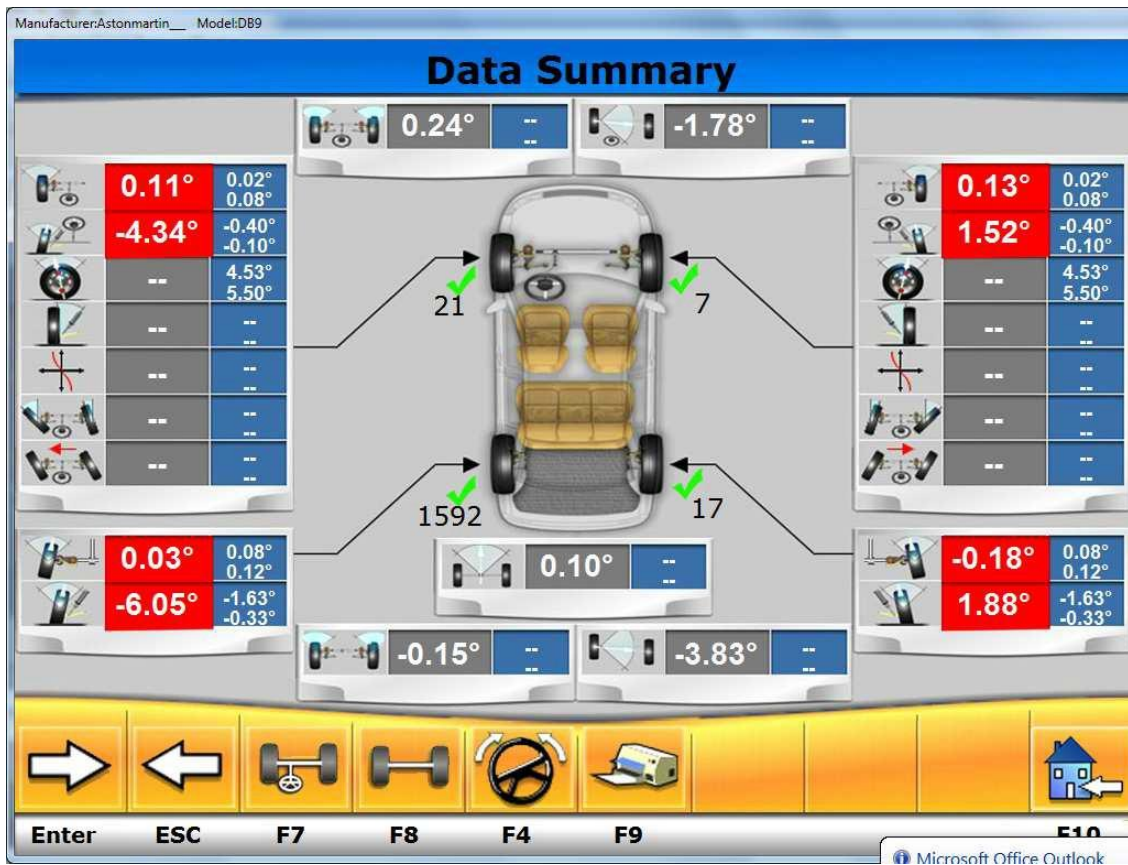 Manufacturer:Astonmartin__ Model:DB9
Data Summary
0.24° -- --
-1.78° -- --
0.11° 0.02° 0.08°
-4.34° -0.40° -0.10°
-- 4.53° 5.50°
-- -- --
-- -- --
-- -- --
-- -- --
0.13° 0.02° 0.08°
1.52° -0.40° -0.10°
-- 4.53° 5.50°
-- -- --
-- -- --
-- -- --
-- -- --
21
7
1592
17
0.03° 0.08° 0.12°
-6.05° -1.63° -0.33°
0.10° -- --
-0.18° 0.08° 0.12°
1.88° -1.63° -0.33°
-0.15° -- --
-3.83° -- --
Enter ESC F7 F8 F4 F9 F10
Microsoft Office Outlook